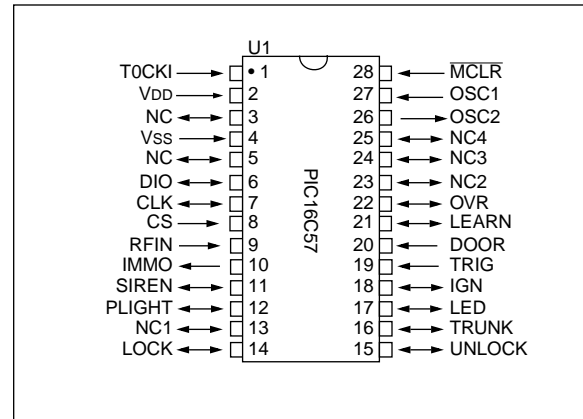 U1
T0CKI 1 28 MCLR
VDD 2 27 OSC1
NC 3 26 OSC2
VSS 4 25 NC4
NC 5 24 NC3
DIO 6 23 NC2
CLK 7 22 OVR
CS 8 21 LEARN
RFIN 9 20 DOOR
IMMO 10 19 TRIG
SIREN 11 18 IGN
PLIGHT 12 17 LED
NC1 13 16 TRUNK
LOCK 14 15 UNLOCK
PIC16C57